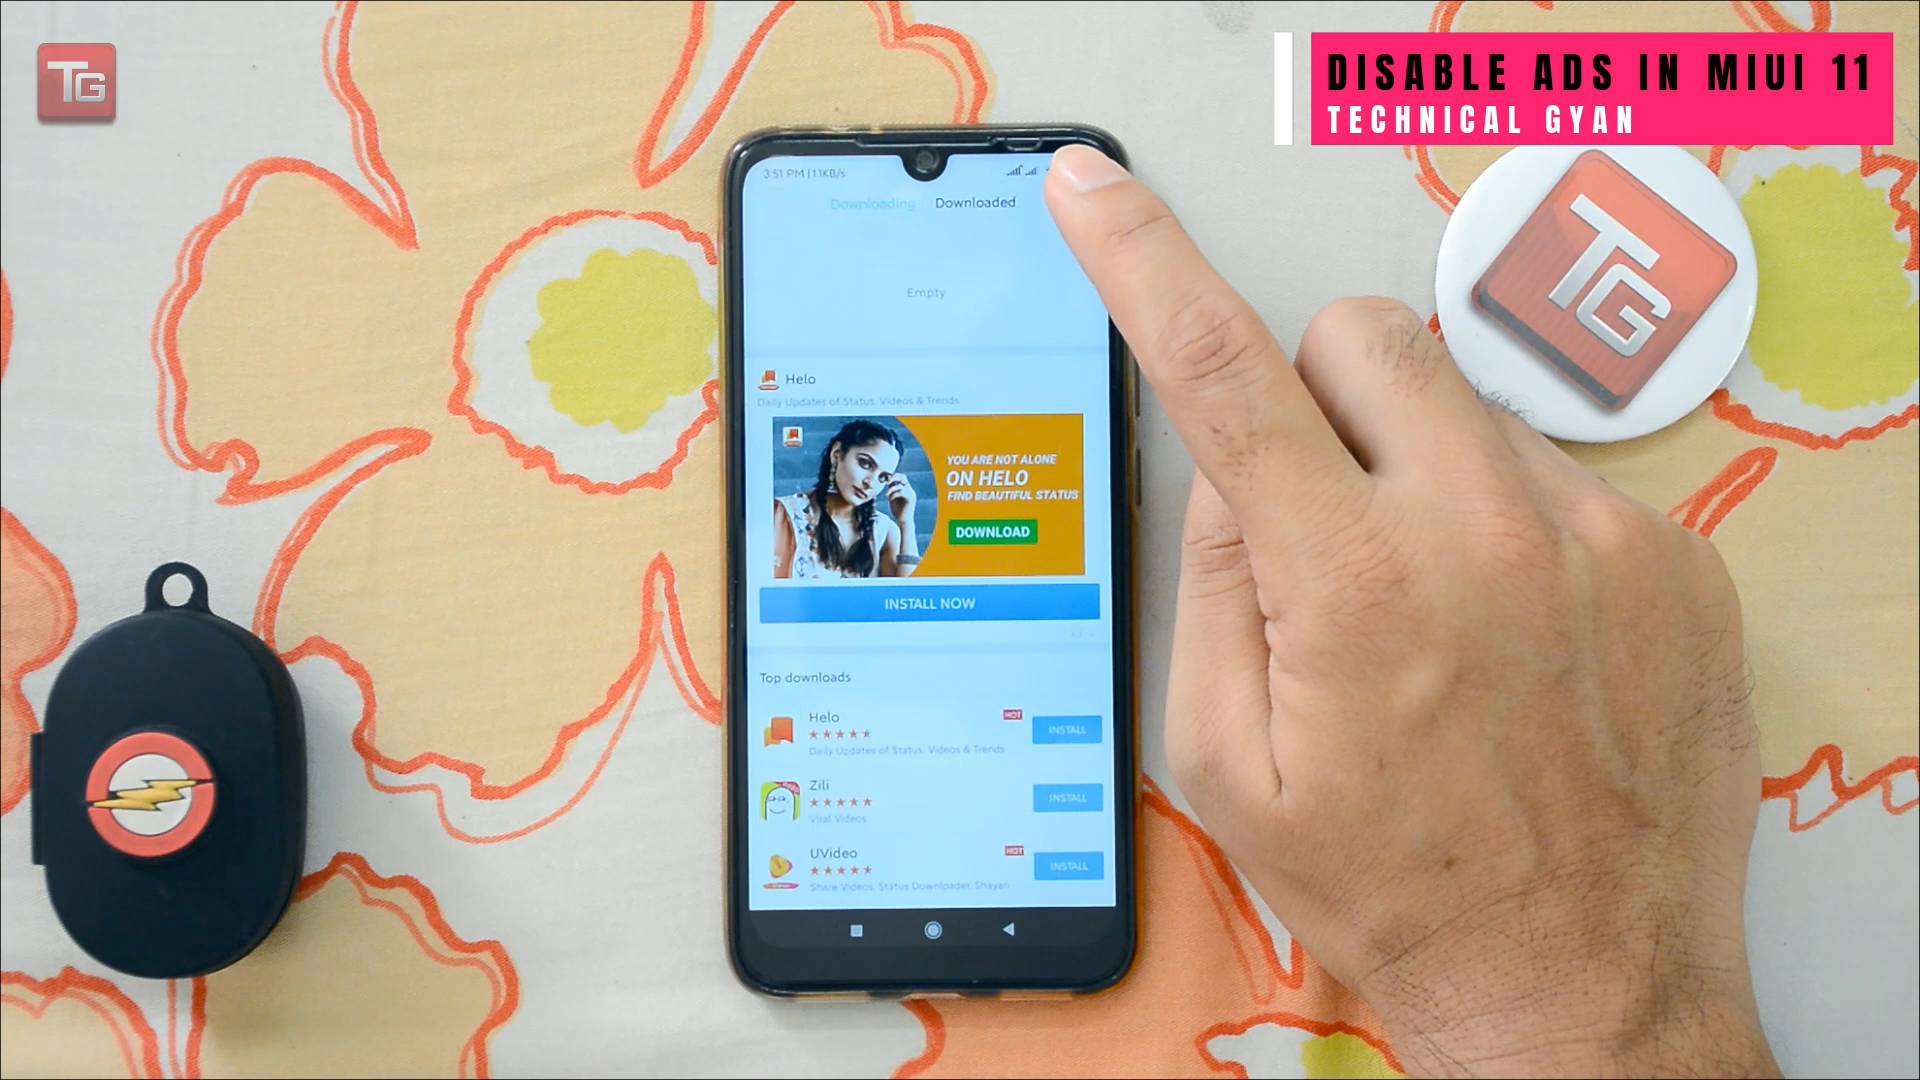 TG
DISABLE ADS IN MIUI 11
TECHNICAL GYAN
TG
3:51 PM | 1.1KB/s
Downloading Downloaded
Empty
Helo
Daily Updates of Status, Videos & Trends
YOU ARE NOT ALONE
ON HELO
FIND BEAUTIFUL STATUS
DOWNLOAD
INSTALL NOW
Ad
Top downloads
Helo HOT
INSTALL
Daily Updates of Status, Videos & Trends
Zili
INSTALL
Viral Videos
UVideo HOT
INSTALL
Share Videos, Status Downloader, Shayari